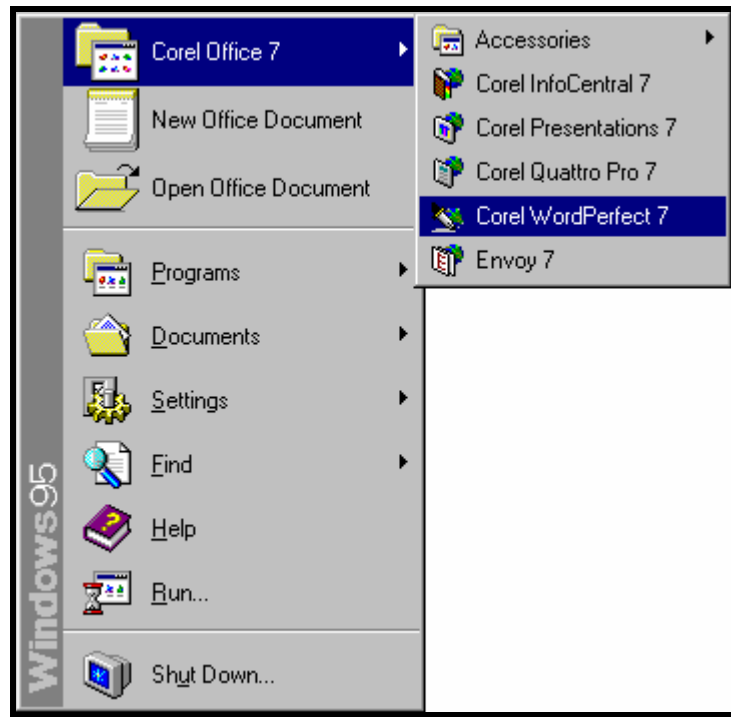 Corel Office 7
New Office Document
Open Office Document
Programs
Documents
Settings
Find
Help
Run...
Shut Down...
Windows95
Accessories
Corel InfoCentral 7
Corel Presentations 7
Corel Quattro Pro 7
Corel WordPerfect 7
Envoy 7